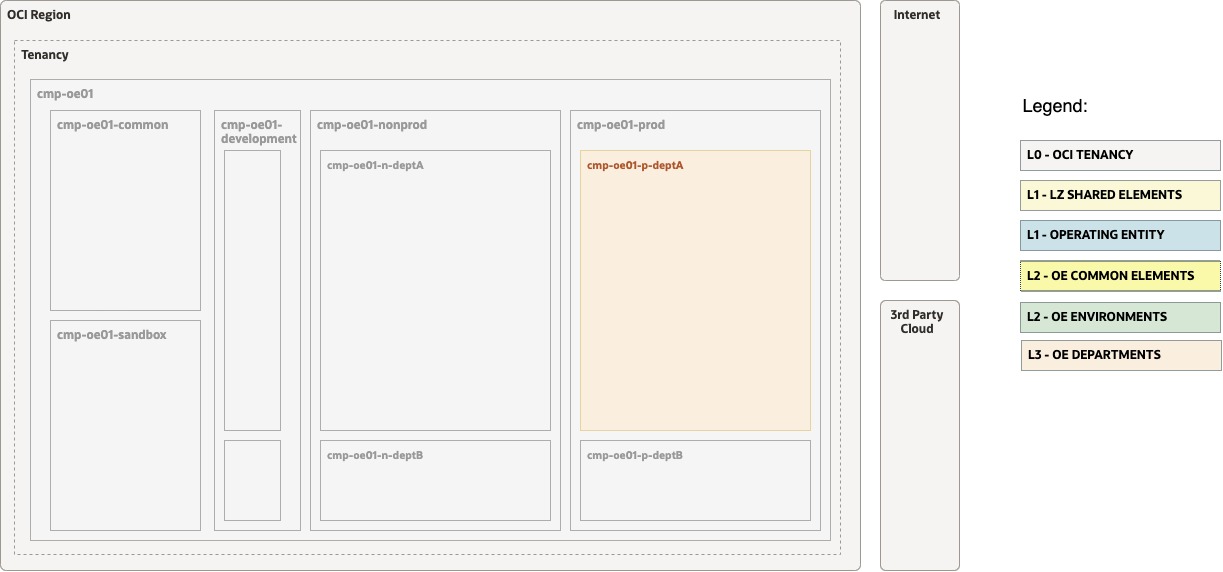 OCI Region
Tenancy
cmp-oe01
cmp-oe01-common
cmp-oe01-sandbox
cmp-oe01-
development
cmp-oe01-nonprod
cmp-oe01-n-deptA
cmp-oe01-n-deptB
cmp-oe01-prod
cmp-oe01-p-deptA
cmp-oe01-p-deptB
Internet
3rd Party
Cloud
Legend:
L0 - OCI TENANCY
L1 - LZ SHARED ELEMENTS
L1 - OPERATING ENTITY
L2 - OE COMMON ELEMENTS
L2 - OE ENVIRONMENTS
L3 - OE DEPARTMENTS